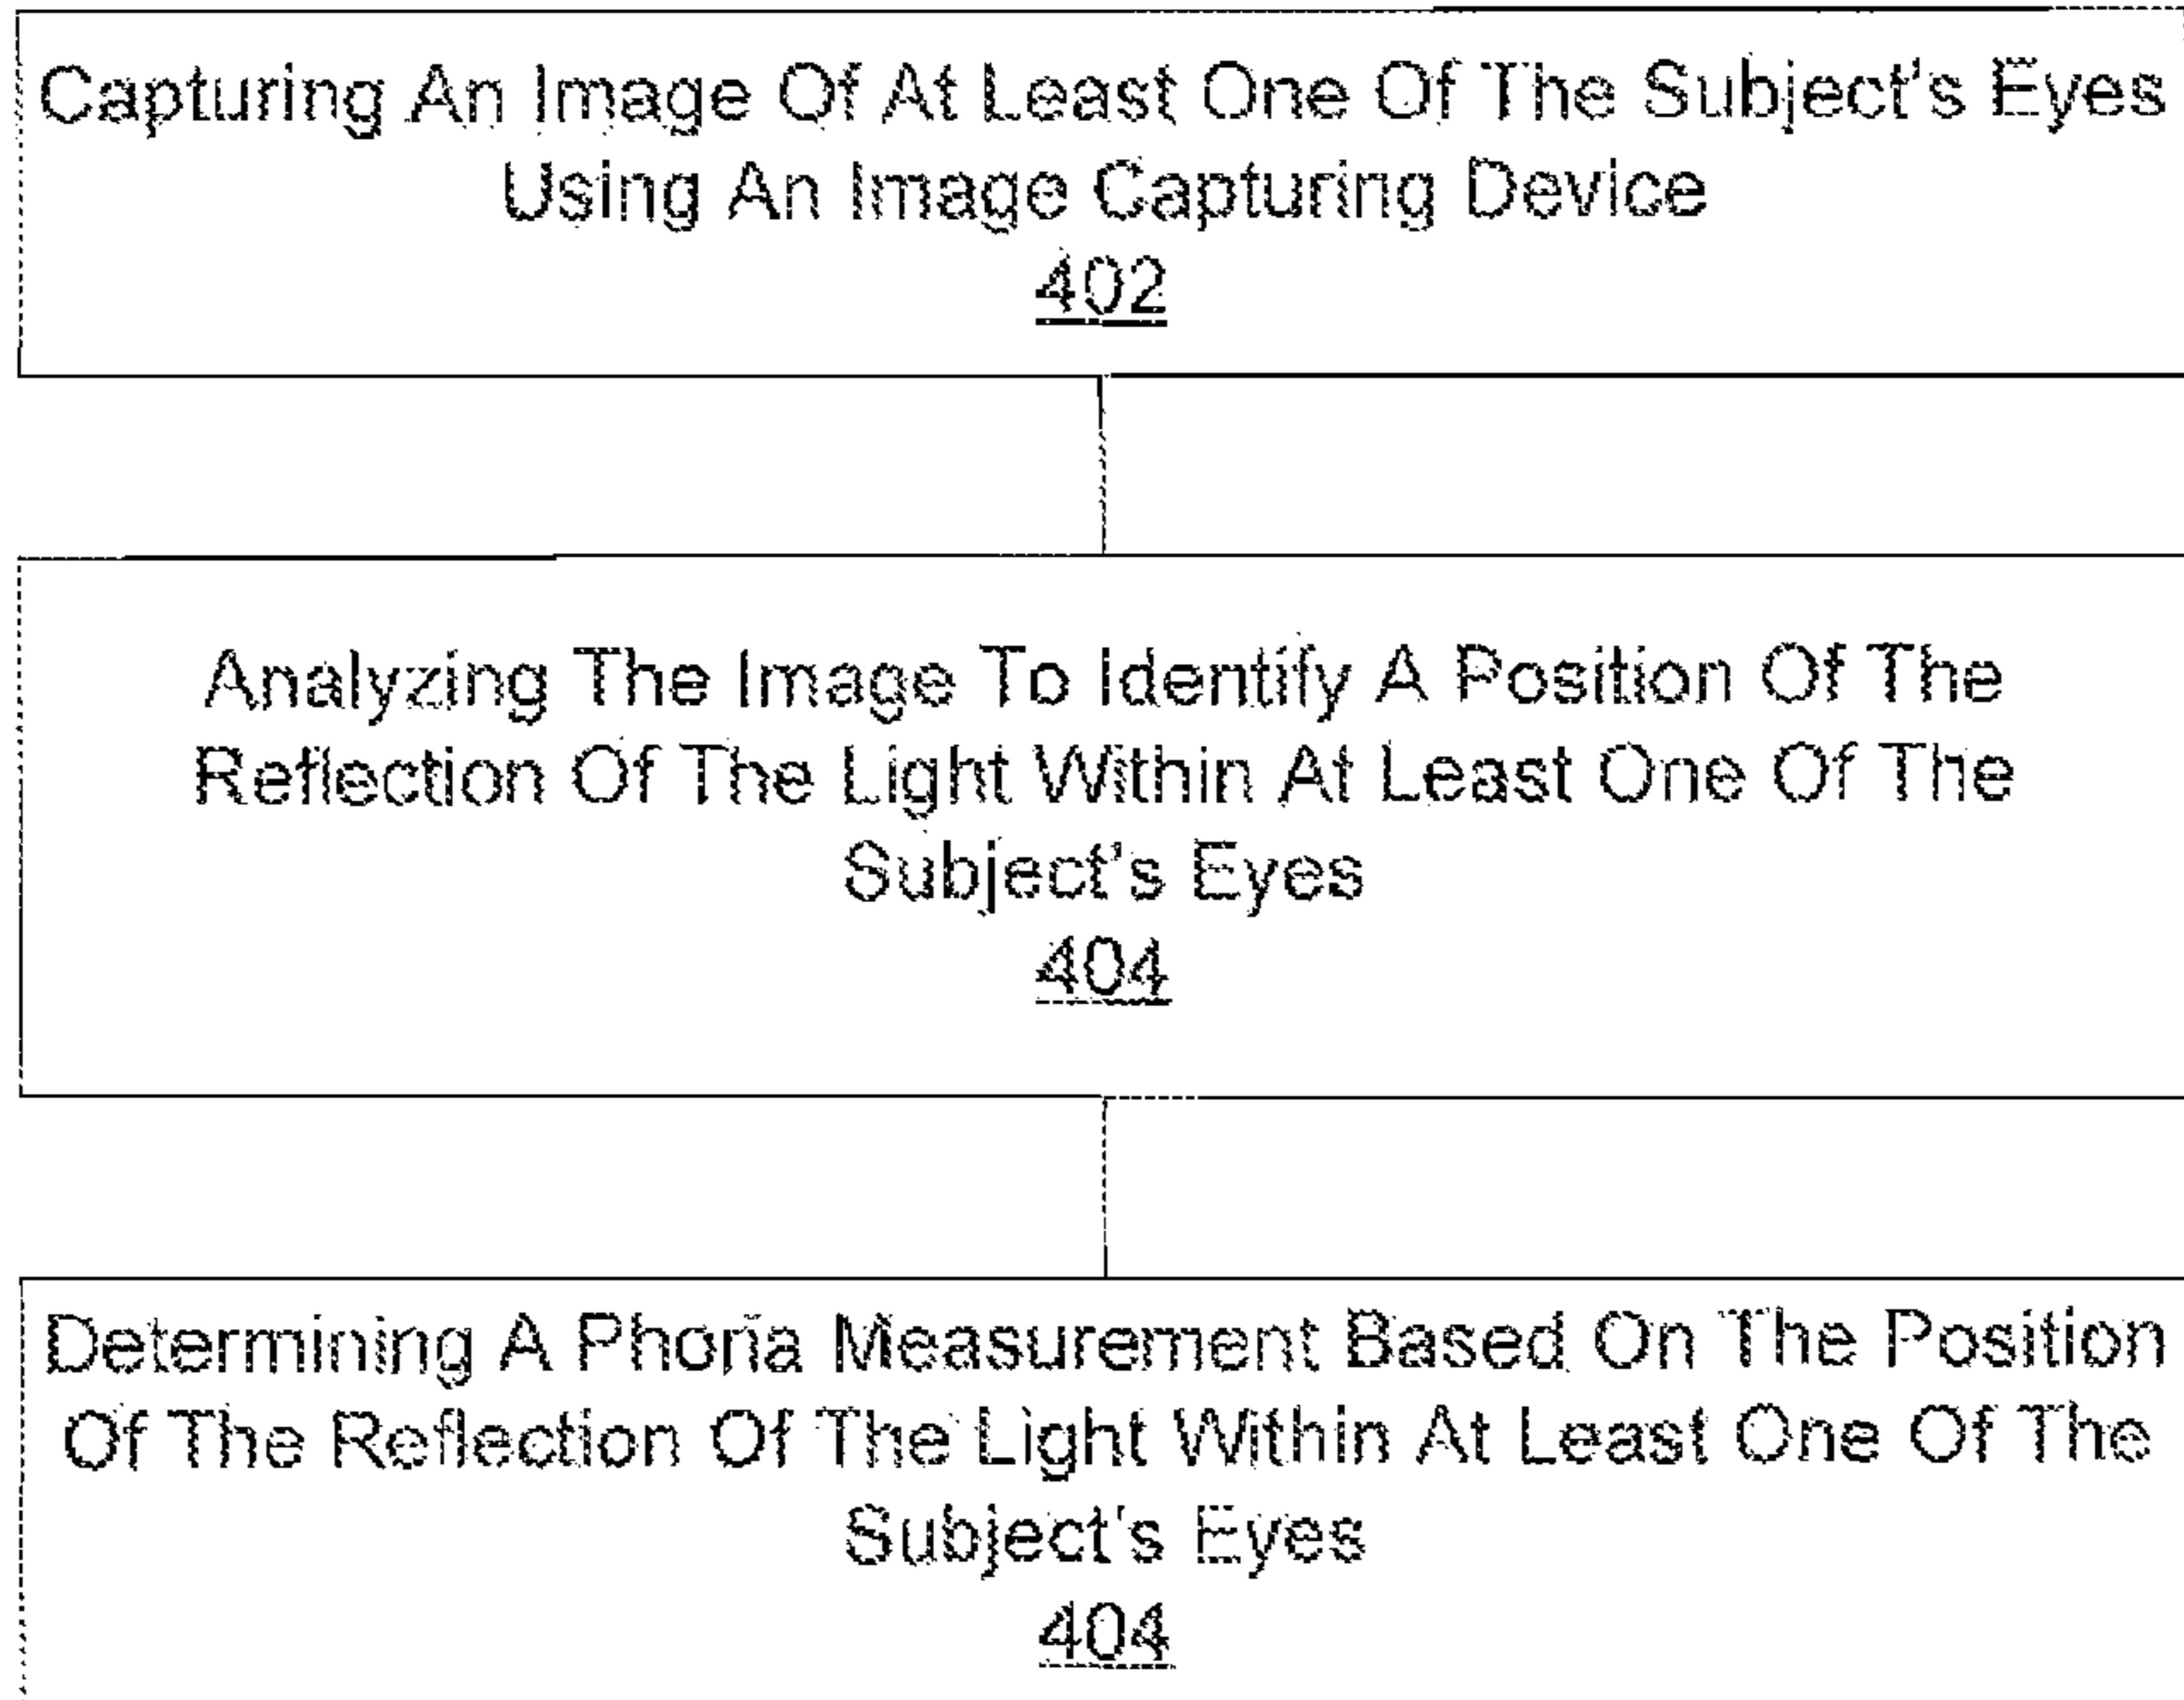 Capturing An Image Of At Least One Of The Subject's Eyes
Using An Image Capturing Device
402
Analyzing The Image To Identify A Position Of The
Reflection Of The Light Within At Least One Of The
Subject's Eyes
404
Determining A Phoria Measurement Based On The Position
Of The Reflection Of The Light Within At Least One Of The
Subject's Eyes
404